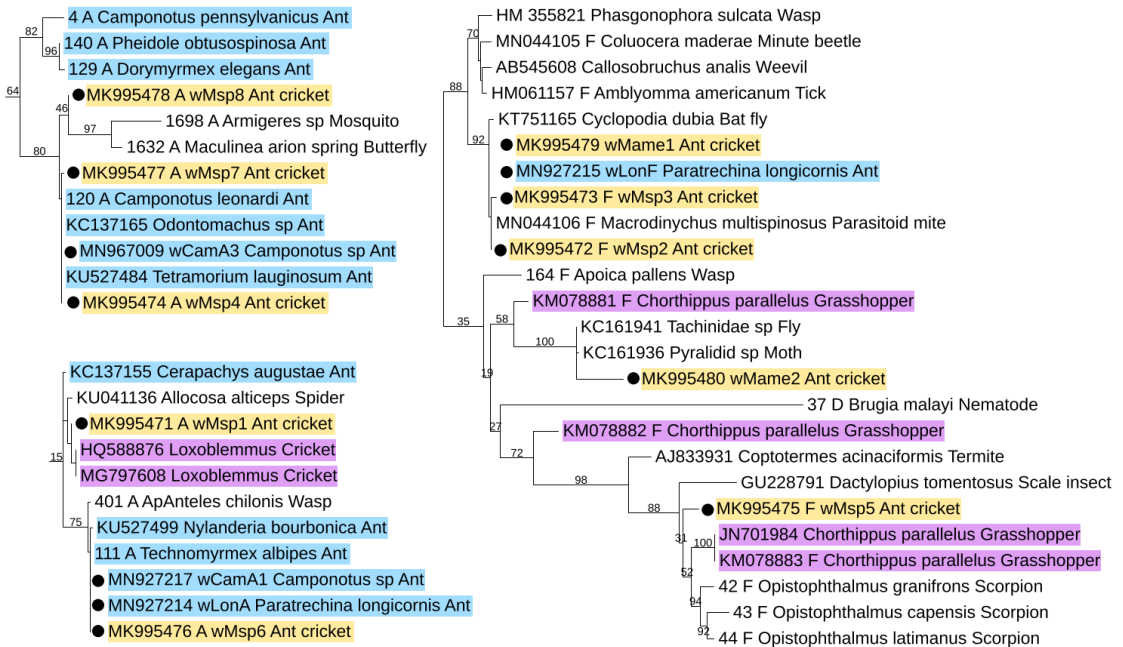 82
4 A Camponotus pennsylvanicus Ant
140 A Pheidole obtusospinosa Ant
96
129 A Dorymyrmex elegans Ant
64
MK995478 A wMsp8 Ant cricket
46
1698 A Armigeres sp Mosquito
97
1632 A Maculinea arion spring Butterfly
80
MK995477 A wMsp7 Ant cricket
120 A Camponotus leonardi Ant
KC137165 Odontomachus sp Ant
MN967009 wCamA3 Camponotus sp Ant
KU527484 Tetramorium lauginosum Ant
MK995474 A wMsp4 Ant cricket
KC137155 Cerapachys augustae Ant
KU041136 Allocosa alticeps Spider
MK995471 A wMsp1 Ant cricket
HQ588876 Loxoblemmus Cricket
15
MG797608 Loxoblemmus Cricket
401 A ApAnteles chilonis Wasp
75
KU527499 Nylanderia bourbonica Ant
111 A Technomyrmex albipes Ant
MN927217 wCamA1 Camponotus sp Ant
MN927214 wLonA Paratrechina longicornis Ant
MK995476 A wMsp6 Ant cricket
HM 355821 Phasgonophora sulcata Wasp
70
MN044105 F Coluocera maderae Minute beetle
AB545608 Callosobruchus analis Weevil
88
HM061157 F Amblyomma americanum Tick
KT751165 Cyclopodia dubia Bat fly
92
MK995479 wMame1 Ant cricket
MN927215 wLonF Paratrechina longicornis Ant
MK995473 F wMsp3 Ant cricket
MN044106 F Macrodinychus multispinosus Parasitoid mite
MK995472 F wMsp2 Ant cricket
164 F Apoica pallens Wasp
KM078881 F Chorthippus parallelus Grasshopper
35
58
KC161941 Tachinidae sp Fly
100
KC161936 Pyralidid sp Moth
19
MK995480 wMame2 Ant cricket
37 D Brugia malayi Nematode
27
KM078882 F Chorthippus parallelus Grasshopper
72
AJ833931 Coptotermes acinaciformis Termite
98
GU228791 Dactylopius tomentosus Scale insect
88
MK995475 F wMsp5 Ant cricket
31
JN701984 Chorthippus parallelus Grasshopper
100
KM078883 F Chorthippus parallelus Grasshopper
52
42 F Opistophthalmus granifrons Scorpion
94
43 F Opistophthalmus capensis Scorpion
92
44 F Opistophthalmus latimanus Scorpion